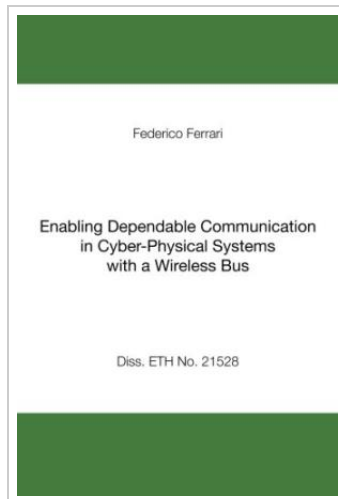 Federico Ferrari
Enabling Dependable Communication
in Cyber-Physical Systems
with a Wireless Bus
Diss. ETH No. 21528